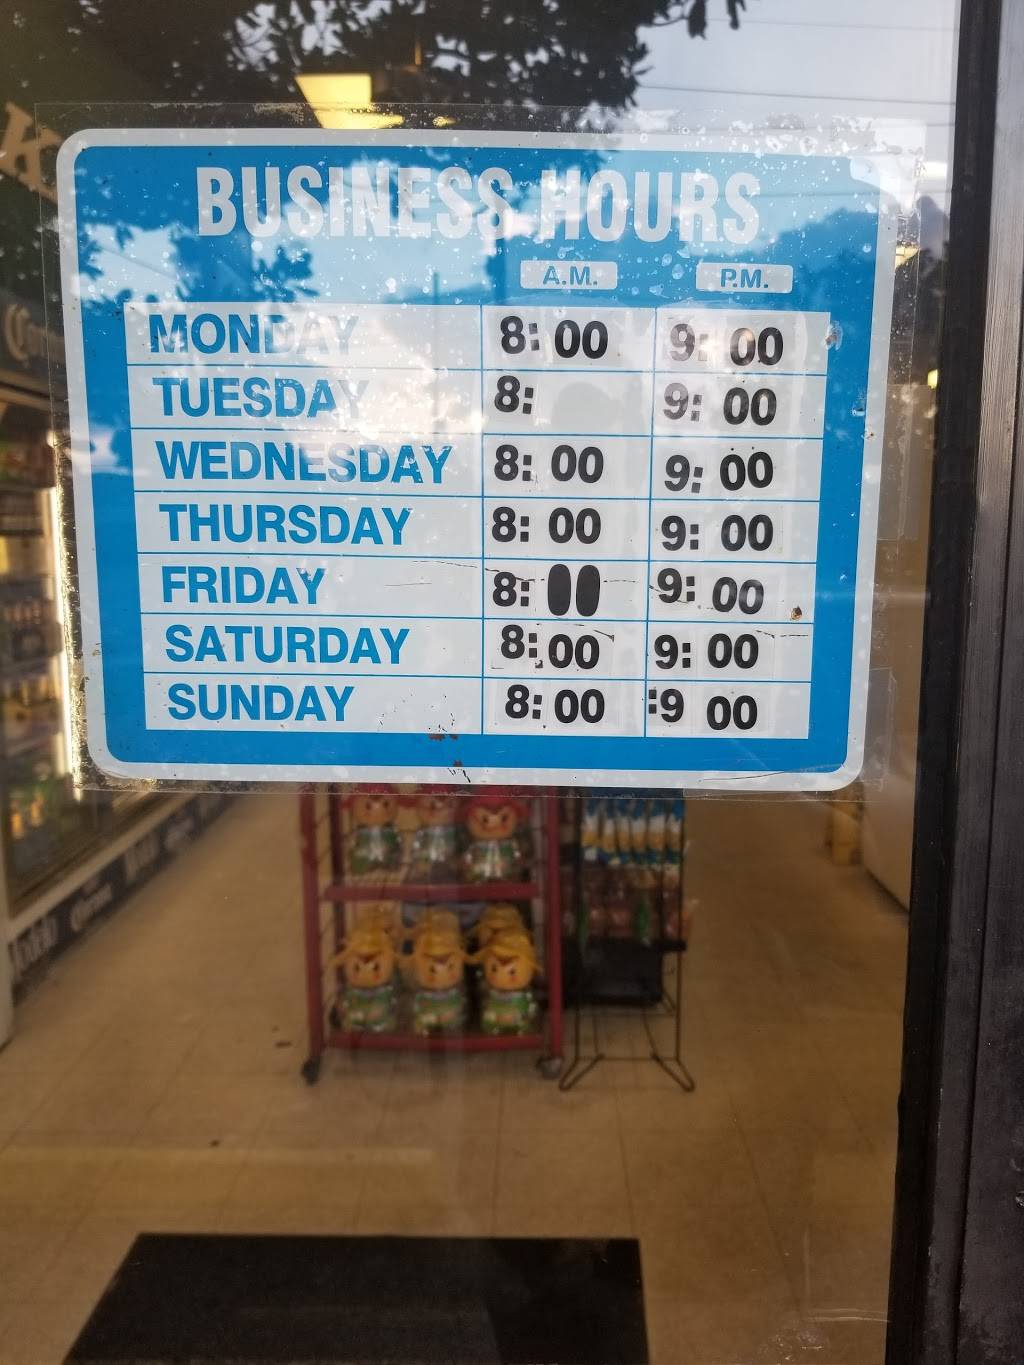 BUSINESS HOURS
A.M. P.M.
MONDAY 8: 00 9: 00
TUESDAY 8: 9: 00
WEDNESDAY 8: 00 9: 00
THURSDAY 8: 00 9: 00
FRIDAY 8: 00 9: 00
SATURDAY 8: 00 9: 00
SUNDAY 8: 00 :9 00